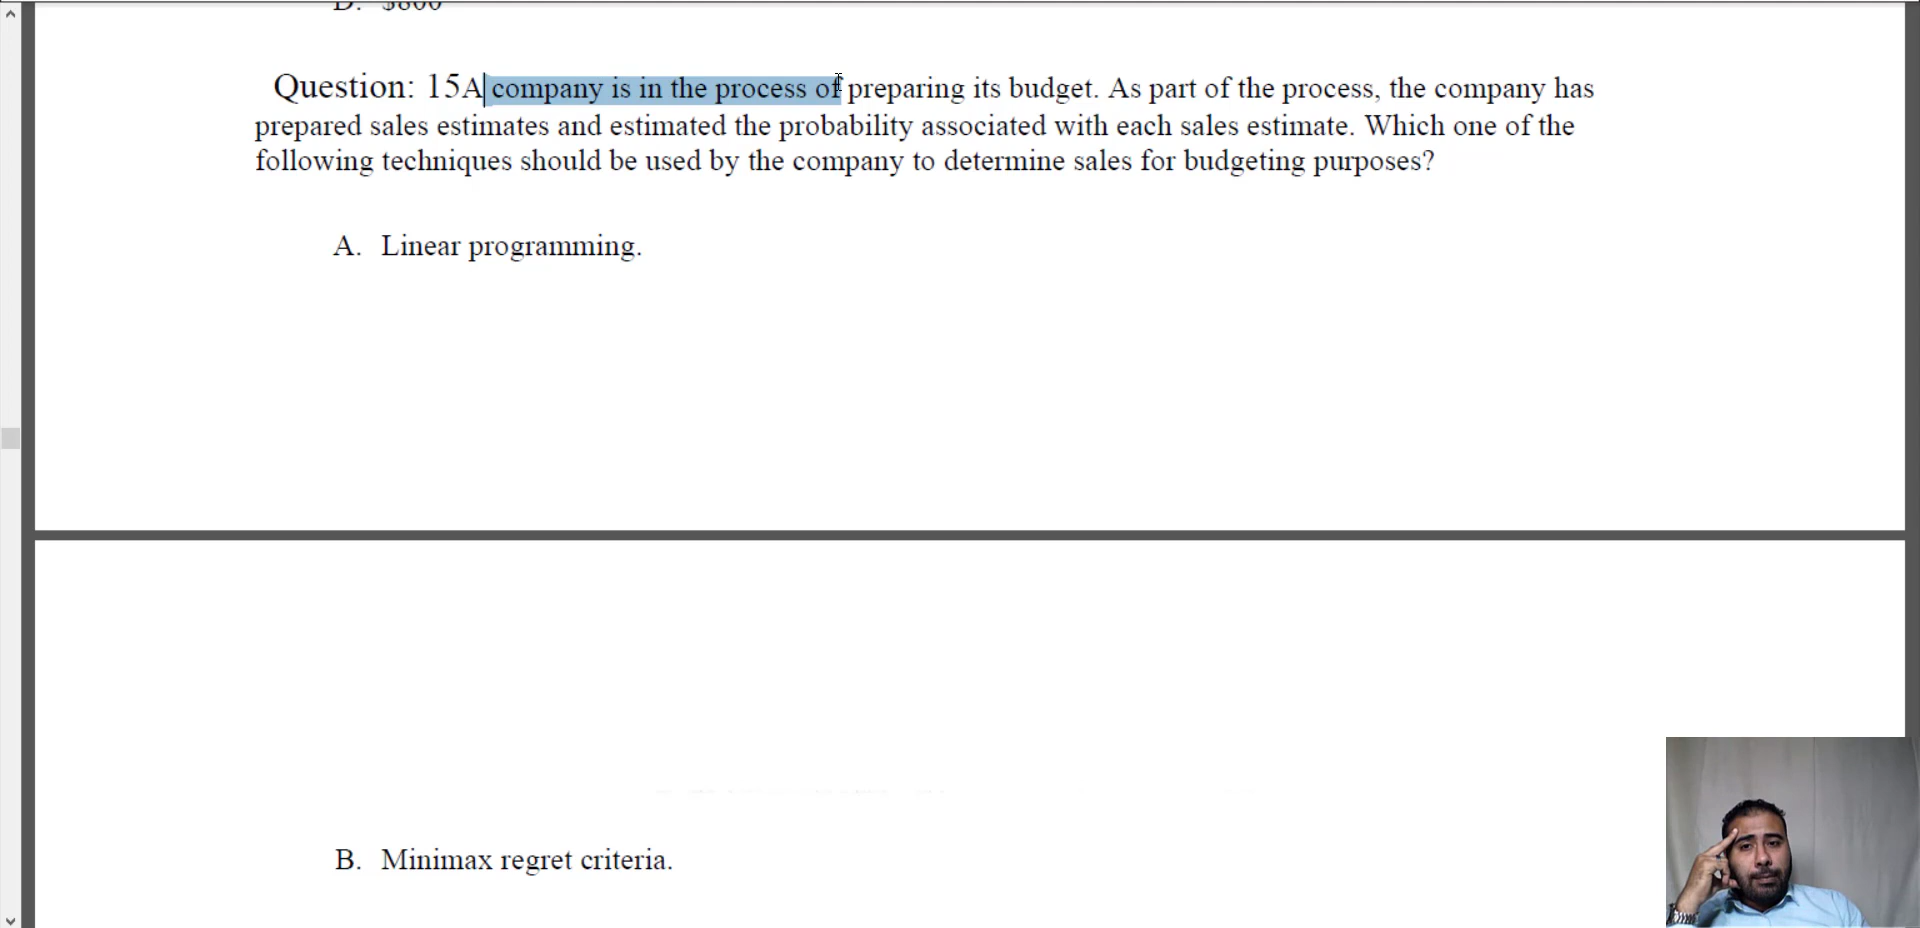 D. $800
Question: 15A company is in the process of preparing its budget. As part of the process, the company has
prepared sales estimates and estimated the probability associated with each sales estimate. Which one of the
following techniques should be used by the company to determine sales for budgeting purposes?
A. Linear programming.
B. Minimax regret criteria.